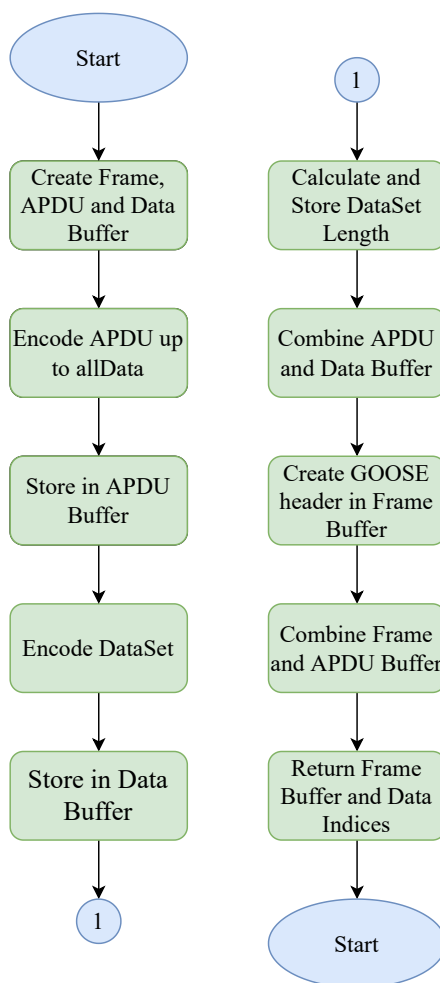 Start
Create Frame,
APDU and Data
Buffer
Encode APDU up
to allData
Store in APDU
Buffer
Encode DataSet
Store in Data
Buffer
1
1
Calculate and
Store DataSet
Length
Combine APDU
and Data Buffer
Create GOOSE
header in Frame
Buffer
Combine Frame
and APDU Buffer
Return Frame
Buffer and Data
Indices
Start